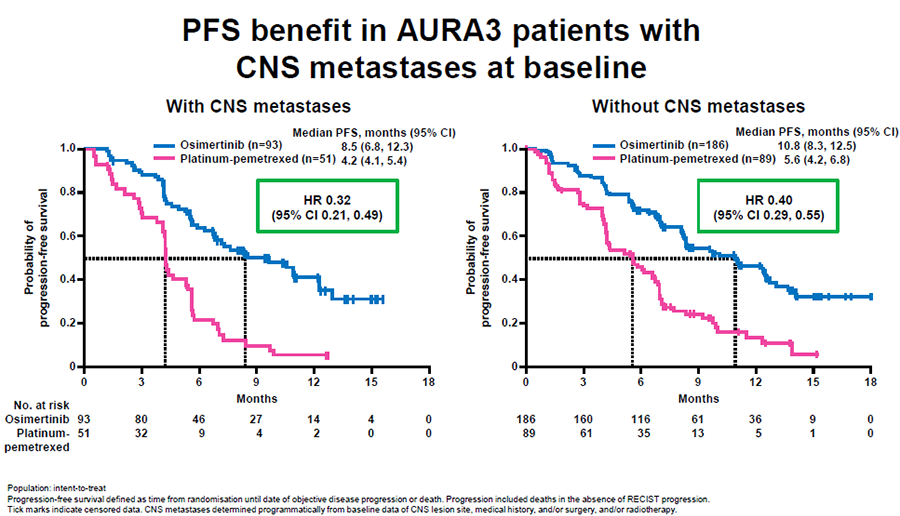 PFS benefit in AURA3 patients with
CNS metastases at baseline
With CNS metastases
Median PFS, months (95% CI)
Osimertinib (n=93) 8.5 (6.8, 12.3)
Platinum-pemetrexed (n=51) 4.2 (4.1, 5.4)
HR 0.32
(95% CI 0.21, 0.49)
Probability of
progression-free survival
1.0
0.8
0.6
0.4
0.2
0
0 3 6 9 12 15 18
Months
No. at risk
Osimertinib 93 80 46 27 14 4 0
Platinum- 51 32 9 4 2 0 0
pemetrexed
Without CNS metastases
Median PFS, months (95% CI)
Osimertinib (n=186) 10.8 (8.3, 12.5)
Platinum-pemetrexed (n=89) 5.6 (4.2, 6.8)
HR 0.40
(95% CI 0.29, 0.55)
Probability of
progression-free survival
1.0
0.8
0.6
0.4
0.2
0
0 3 6 9 12 15 18
Months
186 160 116 61 36 9 0
89 61 35 13 5 1 0
Population: intent-to-treat
Progression-free survival defined as time from randomisation until date of objective disease progression or death. Progression included deaths in the absence of RECIST progression.
Tick marks indicate censored data. CNS metastases determined programmatically from baseline data of CNS lesion site, medical history, and/or surgery, and/or radiotherapy.